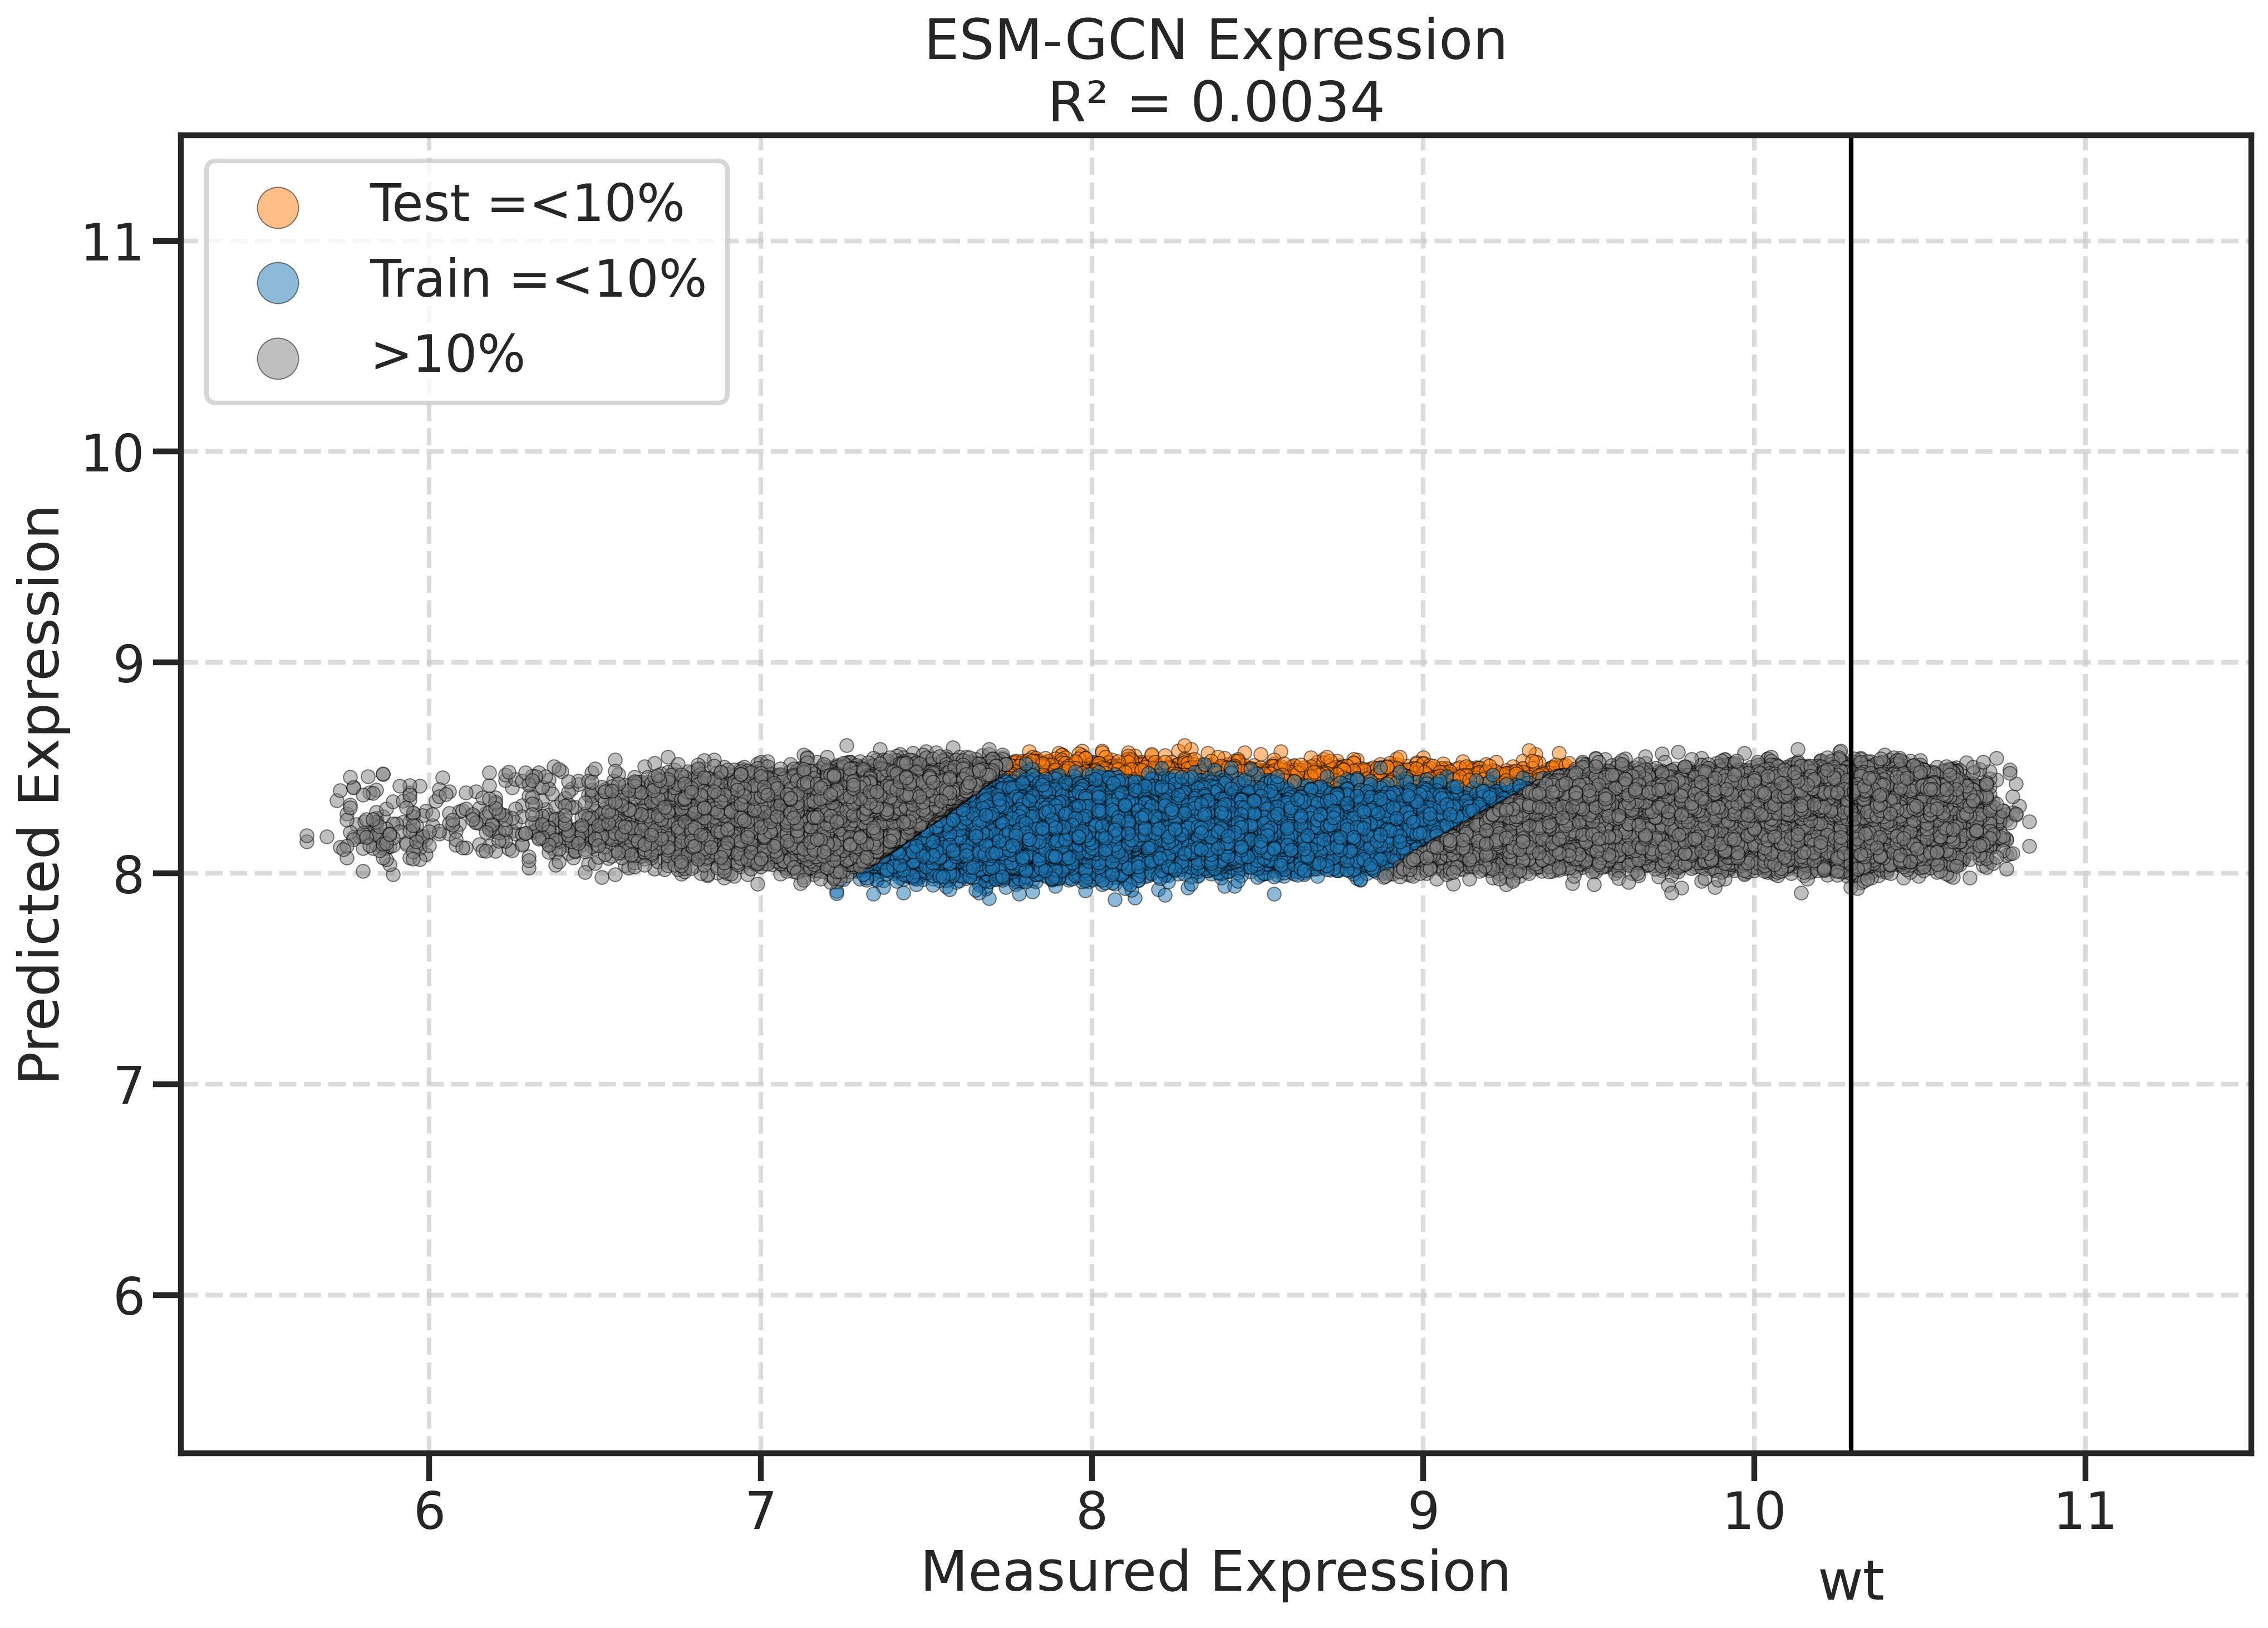 ESM-GCN Expression
R² = 0.0034
Test =<10%
Train =<10%
>10%
11
10
9
8
7
6
Predicted Expression
6 7 8 9 10 11
Measured Expression
wt